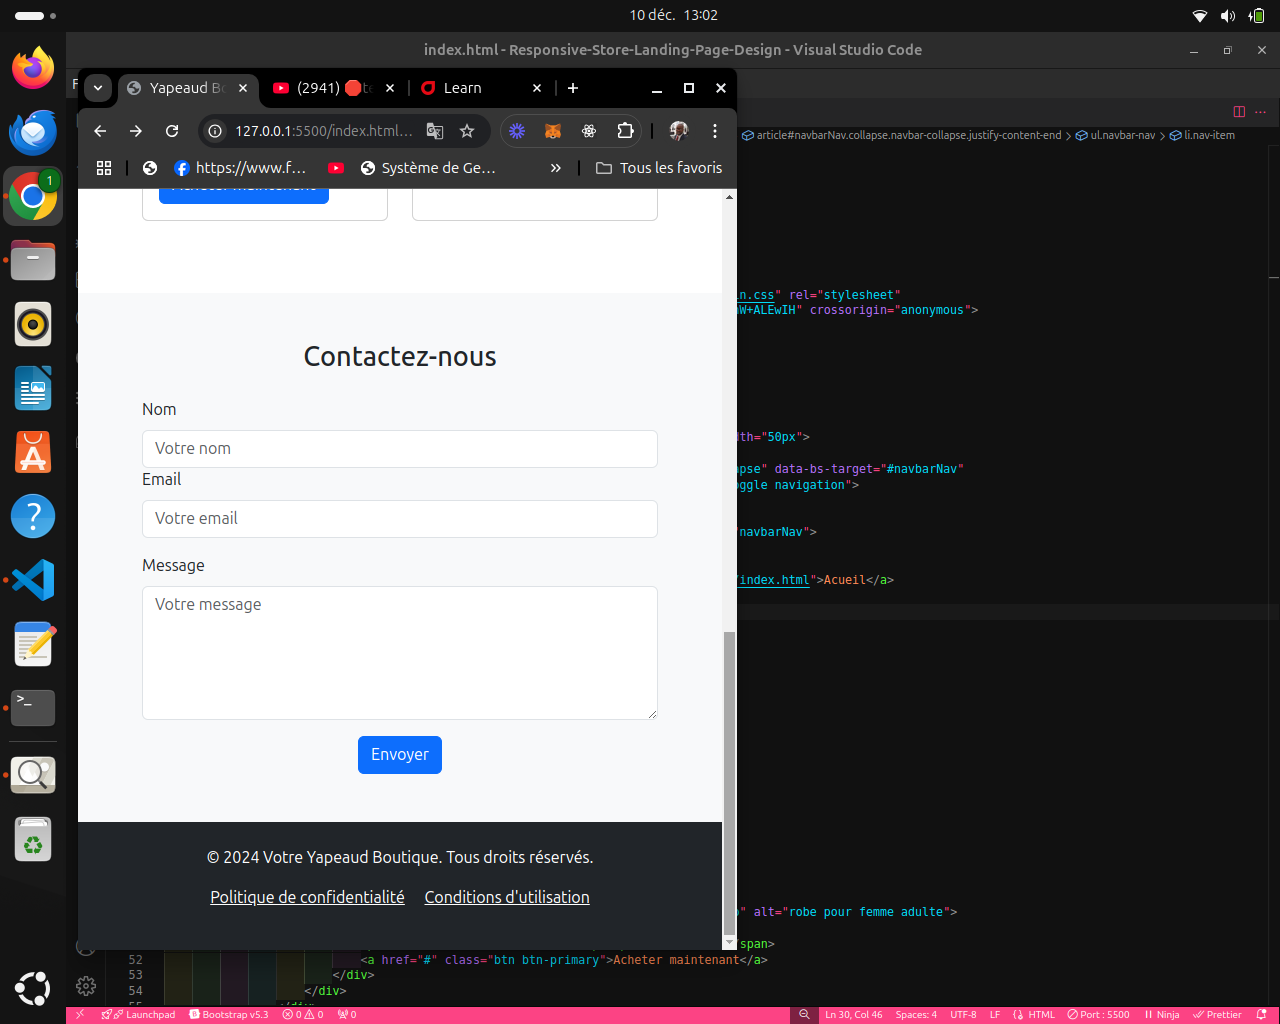 10 déc. 13:02
index.html - Responsive-Store-Landing-Page-Design - Visual Studio Code
Learn
127.0.0.1:5500/index.html...
https://www.f...
Système de Ge...
Tous les favoris
article#navbarNav.collapse.navbar-collapse.justify-content-end > ul.navbar-nav > li.nav-item
Contactez-nous
Nom
Votre nom
Email
Votre email
Message
Votre message
Envoyer
© 2024 Votre Yapeaud Boutique. Tous droits réservés.
Politique de confidentialité
Conditions d'utilisation
n.css" rel="stylesheet"
W+ALEwIH" crossorigin="anonymous">
dth="50px">
apse" data-bs-target="#navbarNav"
oggle navigation">
"navbarNav">
/index.html">Acueil</a>
" alt="robe pour femme adulte">
span>
52 <a href="#" class="btn btn-primary">Acheter maintenant</a>
53 </div>
54 </div>
Launchpad
Bootstrap v5.3
0 0
0
Ln 30, Col 46
Spaces: 4
UTF-8
LF
HTML
Port : 5500
Ninja
Prettier